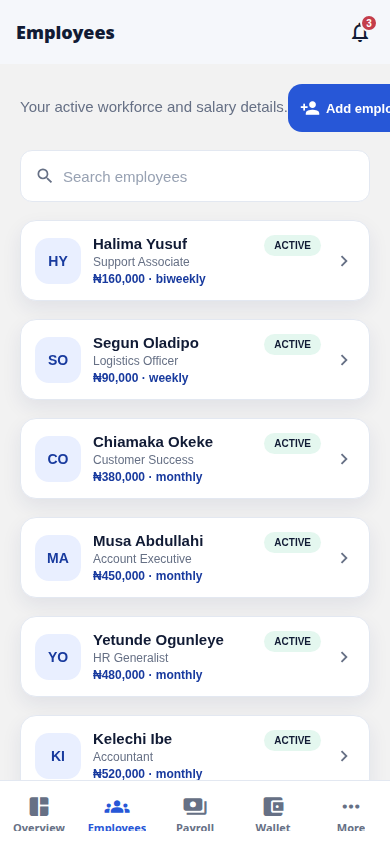 Employees
3
Your active workforce and salary details.
Add emplo
Search employees
HY
Halima Yusuf
Support Associate
₦160,000 · biweekly
ACTIVE
SO
Segun Oladipo
Logistics Officer
₦90,000 · weekly
ACTIVE
CO
Chiamaka Okeke
Customer Success
₦380,000 · monthly
ACTIVE
MA
Musa Abdullahi
Account Executive
₦450,000 · monthly
ACTIVE
YO
Yetunde Ogunleye
HR Generalist
₦480,000 · monthly
ACTIVE
KI
Kelechi Ibe
Accountant
₦520,000 · monthly
ACTIVE
Overview
Employees
Payroll
Wallet
More